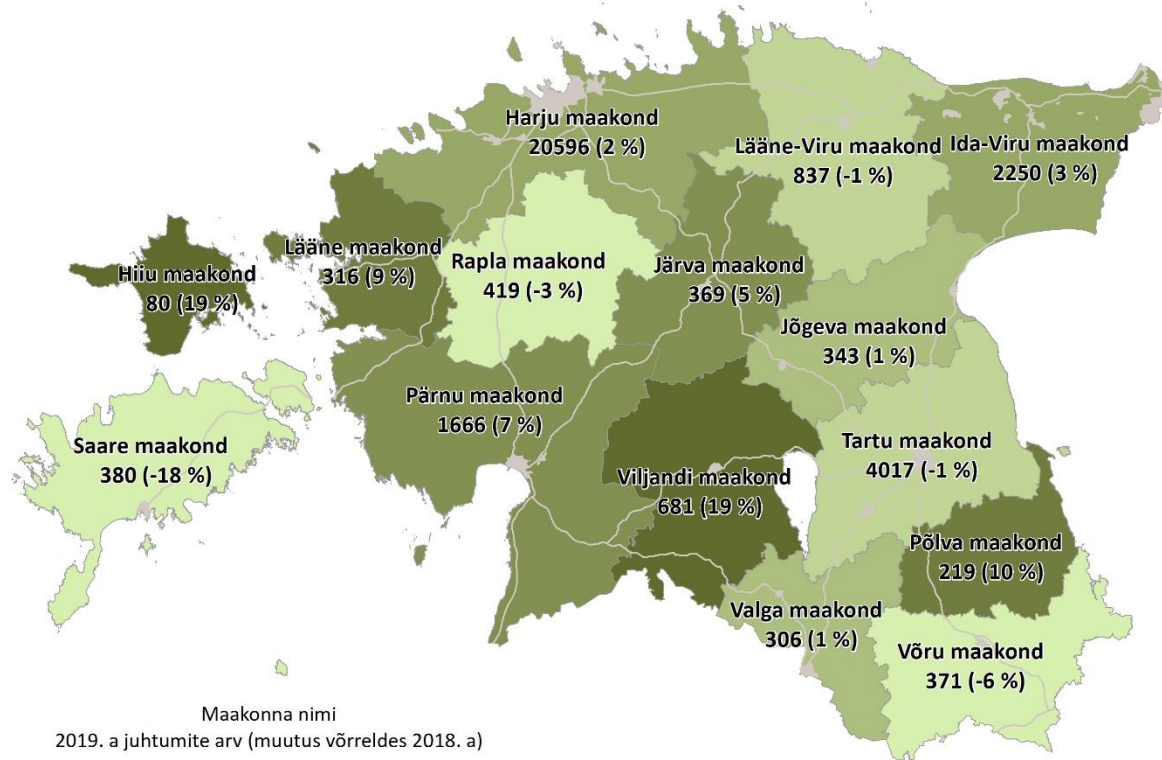 Harju maakond
20596 (2 %)
Lääne-Viru maakond
837 (-1 %)
Ida-Viru maakond
2250 (3 %)
Hiiu maakond
80 (19 %)
Lääne maakond
316 (9 %)
Rapla maakond
419 (-3 %)
Järva maakond
369 (5 %)
Jõgeva maakond
343 (1 %)
Pärnu maakond
1666 (7 %)
Saare maakond
380 (-18 %)
Viljandi maakond
681 (19 %)
Tartu maakond
4017 (-1 %)
Põlva maakond
219 (10 %)
Valga maakond
306 (1 %)
Võru maakond
371 (-6 %)
Maakonna nimi
2019. a juhtumite arv (muutus võrreldes 2018. a)